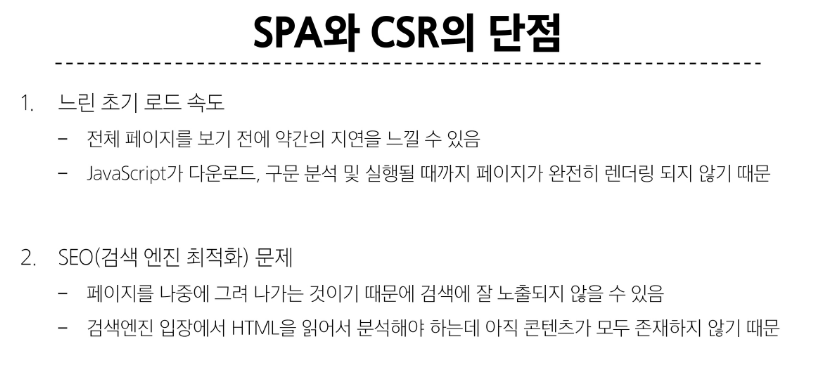 SPA와 CSR의 단점
1. 느린 초기 로드 속도
– 전체 페이지를 보기 전에 약간의 지연을 느낄 수 있음
– JavaScript가 다운로드, 구문 분석 및 실행될 때까지 페이지가 완전히 렌더링 되지 않기 때문
2. SEO(검색 엔진 최적화) 문제
– 페이지를 나중에 그려 나가는 것이기 때문에 검색에 잘 노출되지 않을 수 있음
– 검색엔진 입장에서 HTML을 읽어서 분석해야 하는데 아직 콘텐츠가 모두 존재하지 않기 때문